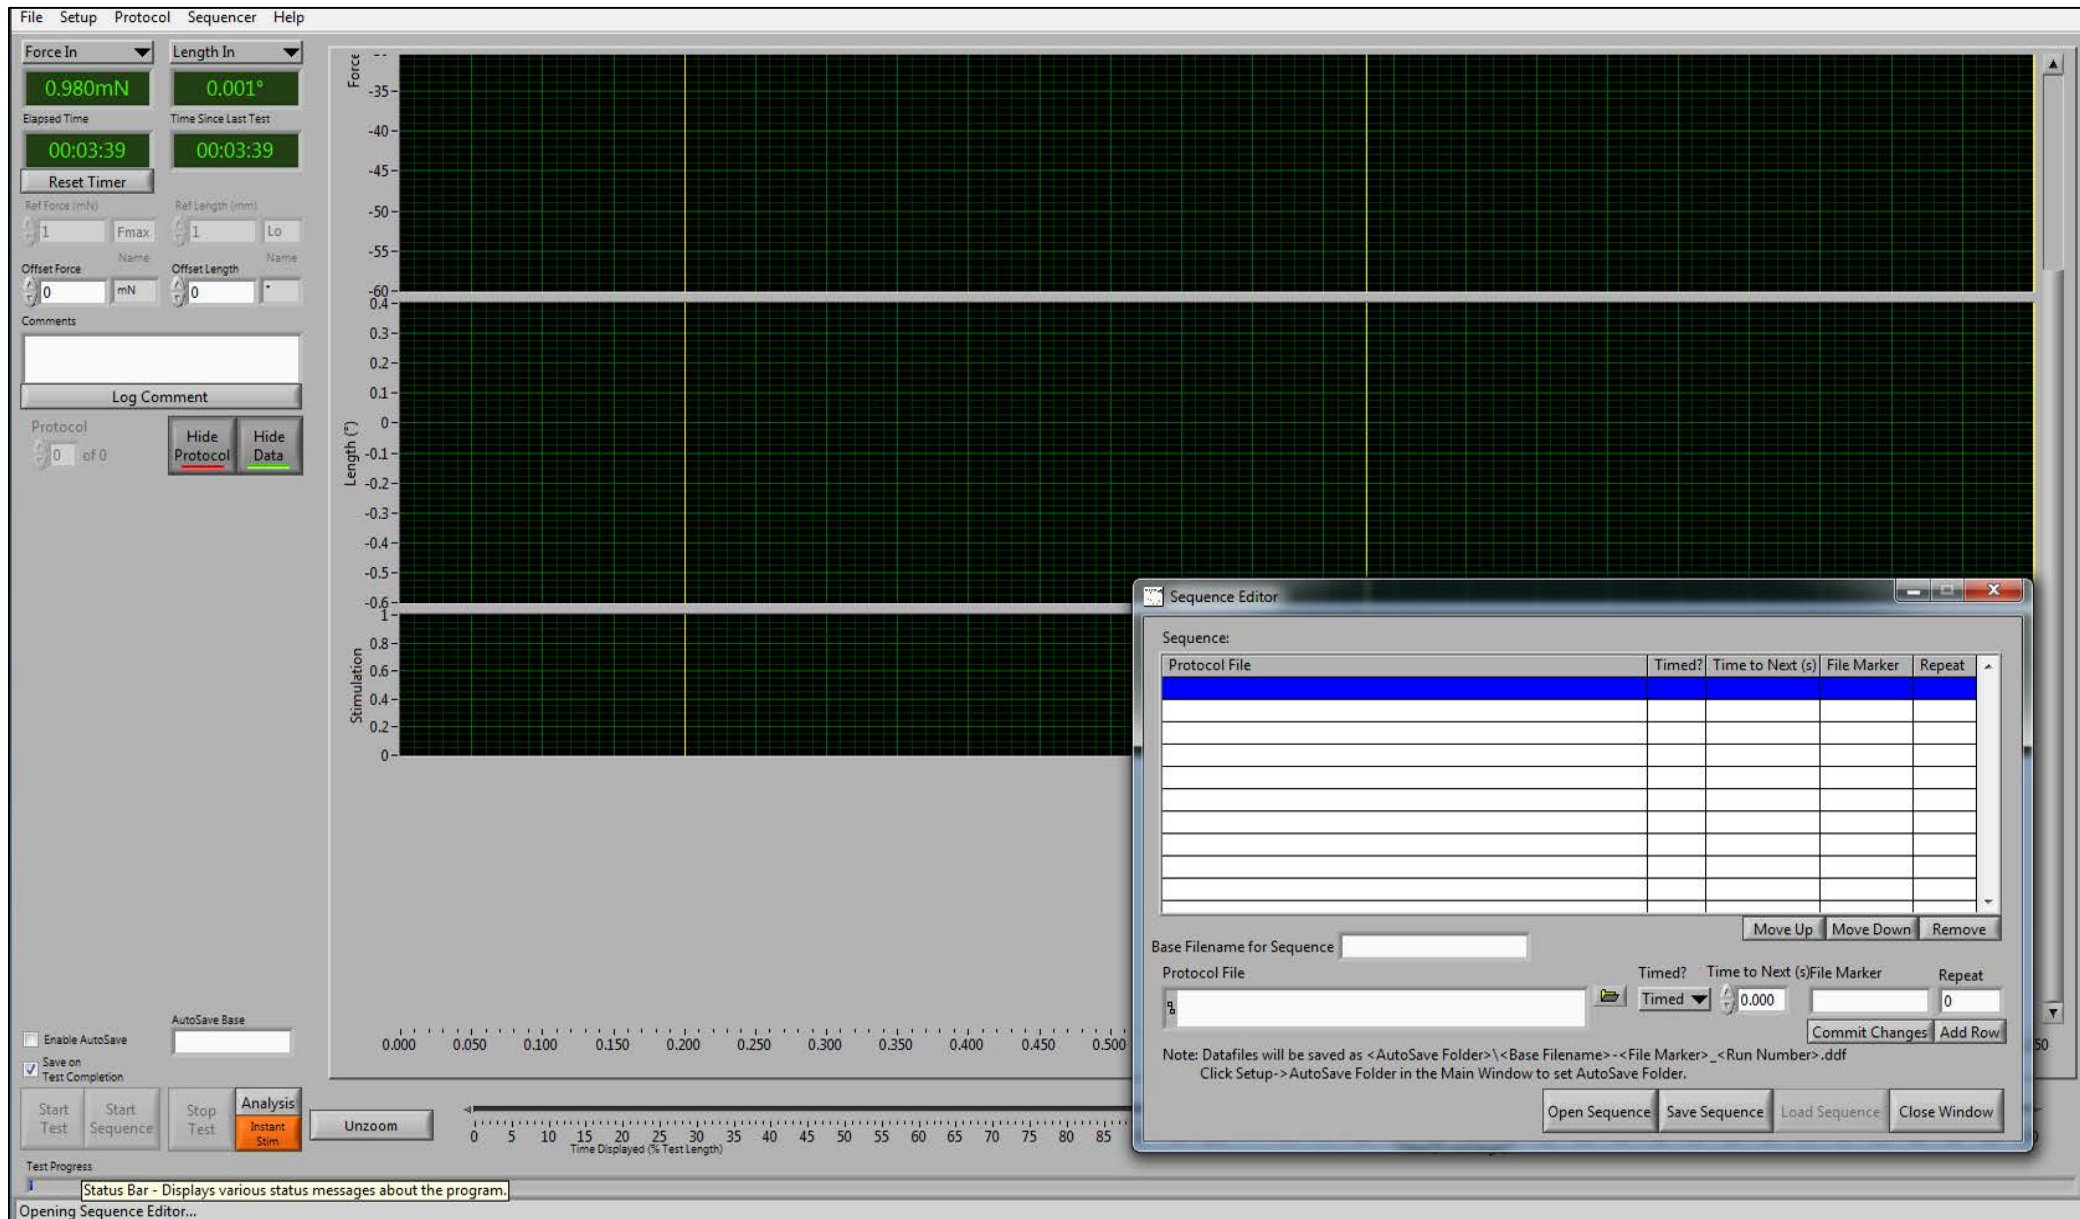 File Setup Protocol Sequencer Help
Force In Length In
0.980mN 0.001°
Elapsed Time Time Since Last Test
00:03:39 00:03:39
Reset Timer
Ref Force (mN) Ref Length (mm)
1 Fmax 1 Lo
Name Name
Offset Force Offset Length
0 mN 0 °
Comments
Log Comment
Protocol
0 of 0
Hide Protocol
Hide Data
Enable AutoSave
AutoSave Base
Save on
Test Completion
Start Test
Start Sequence
Stop Test
Analysis
Instant Stim
Unzoom
Force
-35
-40
-45
-50
-55
-60
Length (°)
0.4
0.3
0.2
0.1
0
-0.1
-0.2
-0.3
-0.4
-0.5
-0.6
Stimulation
1
0.8
0.6
0.4
0.2
0
0.000 0.050 0.100 0.150 0.200 0.250 0.300 0.350 0.400 0.450 0.500
50
0 5 10 15 20 25 30 35 40 45 50 55 60 65 70 75 80 85
Time Displayed (% Test Length)
Sequence Editor
Sequence:
Protocol File Timed? Time to Next (s) File Marker Repeat
Move Up Move Down Remove
Base Filename for Sequence
Protocol File Timed? Time to Next (s) File Marker Repeat
Timed 0.000 0
Commit Changes Add Row
Note: Datafiles will be saved as <AutoSave Folder>\<Base Filename>-<File Marker>_<Run Number>.ddf
Click Setup->AutoSave Folder in the Main Window to set AutoSave Folder.
Open Sequence Save Sequence Load Sequence Close Window
Test Progress
Status Bar - Displays various status messages about the program.
Opening Sequence Editor...